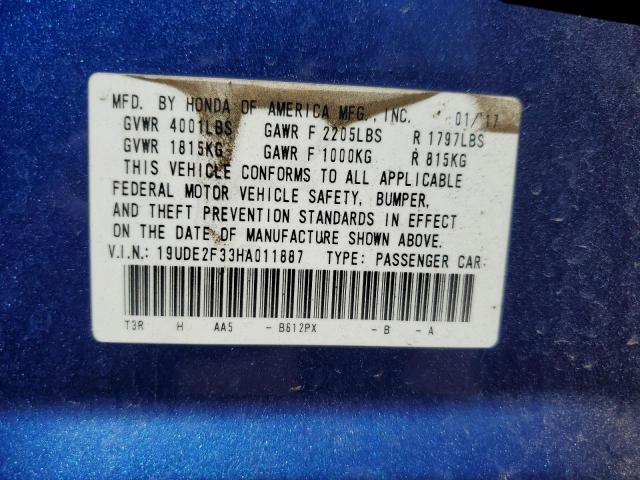 MFD. BY HONDA OF AMERICA MFG., INC. 01/17
GVWR 4001LBS GAWR F 2205LBS R 1797LBS
GVWR 1815KG GAWR F 1000KG R 815KG
THIS VEHICLE CONFORMS TO ALL APPLICABLE
FEDERAL MOTOR VEHICLE SAFETY, BUMPER,
AND THEFT PREVENTION STANDARDS IN EFFECT
ON THE DATE OF MANUFACTURE SHOWN ABOVE.
V.I.N.: 19UDE2F33HA011887 TYPE: PASSENGER CAR
T3R H AA5 - B612PX - B - A